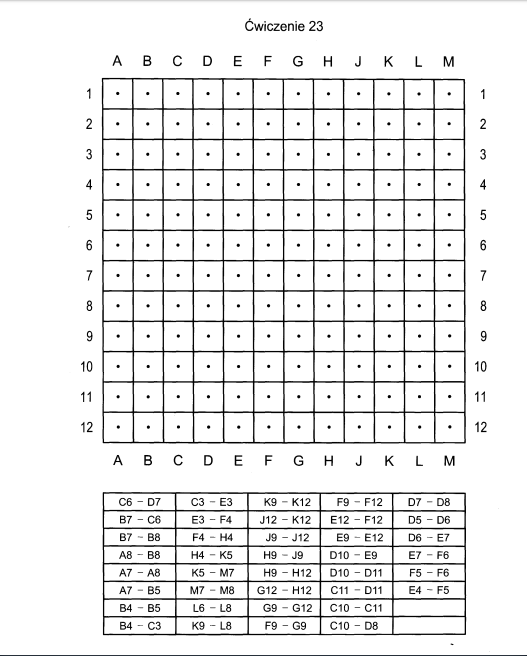 Ćwiczenie 23
A B C D E F G H J K L M
1 1
2 2
3 3
4 4
5 5
6 6
7 7
8 8
9 9
10 10
11 11
12 12
A B C D E F G H J K L M
C6 - D7 C3 - E3 K9 - K12 F9 - F12 D7 - D8
B7 - C6 E3 - F4 J12 - K12 E12 - F12 D5 - D6
B7 - B8 F4 - H4 J9 - J12 E9 - E12 D6 - E7
A8 - B8 H4 - K5 H9 - J9 D10 - E9 E7 - F6
A7 - A8 K5 - M7 H9 - H12 D10 - D11 F5 - F6
A7 - B5 M7 - M8 G12 - H12 C11 - D11 E4 - F5
B4 - B5 L6 - L8 G9 - G12 C10 - C11
B4 - C3 K9 - L8 F9 - G9 C10 - D8